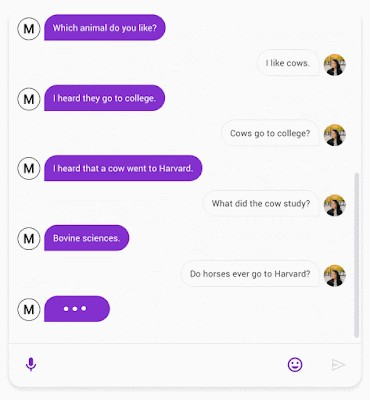 M Which animal do you like?
I like cows.
M I heard they go to college.
Cows go to college?
M I heard that a cow went to Harvard.
What did the cow study?
M Bovine sciences.
Do horses ever go to Harvard?
M